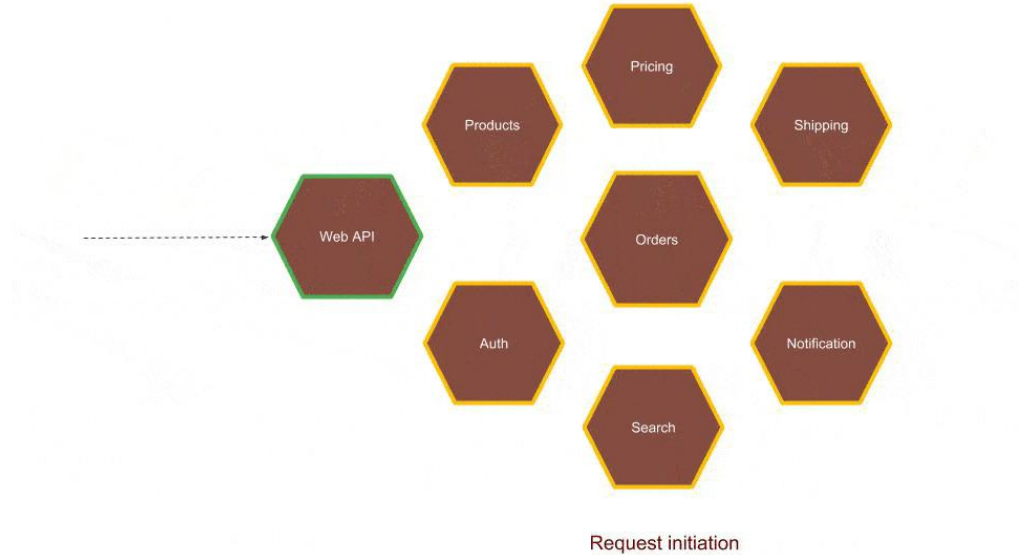 Pricing
Products
Shipping
Web API
Orders
Auth
Notification
Search
Request initiation